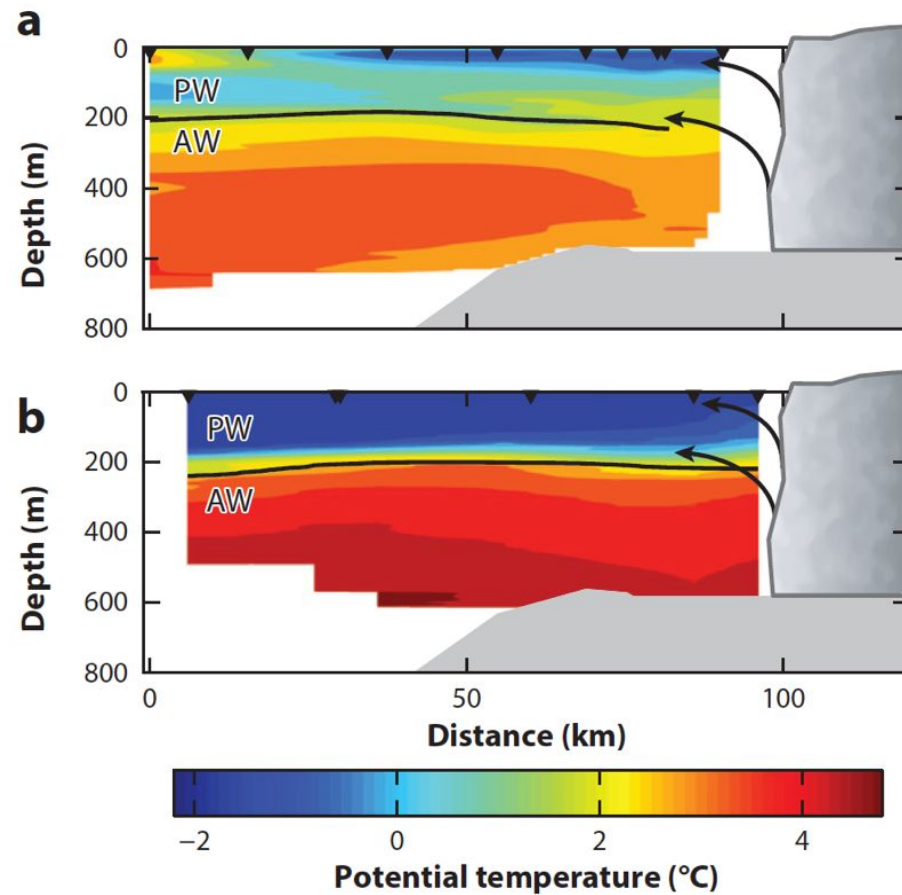 a
0
200
400
600
800
Depth (m)
PW
AW
b
0
200
400
600
800
Depth (m)
PW
AW
0 50 100
Distance (km)
−2 0 2 4
Potential temperature (°C)